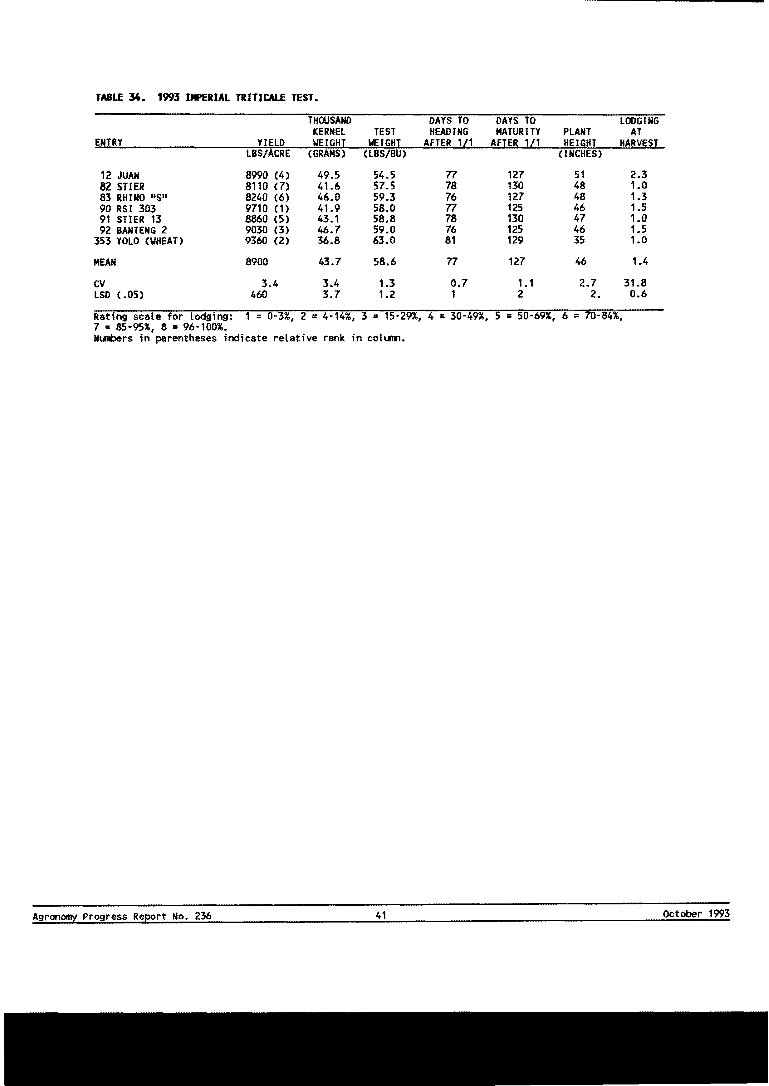 TABLE 34. 1993 IMPERIAL TRITICALE TEST.
THOUSAND DAYS TO DAYS TO LODGING
KERNEL TEST HEADING MATURITY PLANT AT
ENTRY YIELD WEIGHT WEIGHT AFTER 1/1 AFTER 1/1 HEIGHT HARVEST
LBS/ACRE (GRAMS) (LBS/BU) (INCHES)
12 JUAN 8990 (4) 49.5 54.5 77 127 51 2.3
82 STIER 8110 (7) 41.6 57.5 78 130 48 1.0
83 RHINO "S" 8240 (6) 46.0 59.3 76 127 48 1.3
90 RSI 303 9710 (1) 41.9 58.0 77 125 46 1.5
91 STIER 13 8860 (5) 43.1 58.8 78 130 47 1.0
92 BANTENG 2 9030 (3) 46.7 59.0 76 125 46 1.5
353 YOLO (WHEAT) 9360 (2) 36.8 63.0 81 129 35 1.0
MEAN 8900 43.7 58.6 77 127 46 1.4
CV 3.4 3.4 1.3 0.7 1.1 2.7 31.8
LSD (.05) 460 3.7 1.2 1 2 2. 0.6
Rating scale for lodging: 1 = 0-3%, 2 = 4-14%, 3 = 15-29%, 4 = 30-49%, 5 = 50-69%, 6 = 70-84%,
7 = 85-95%, 8 = 96-100%.
Numbers in parentheses indicate relative rank in column.
Agronomy Progress Report No. 236 41 October 1993